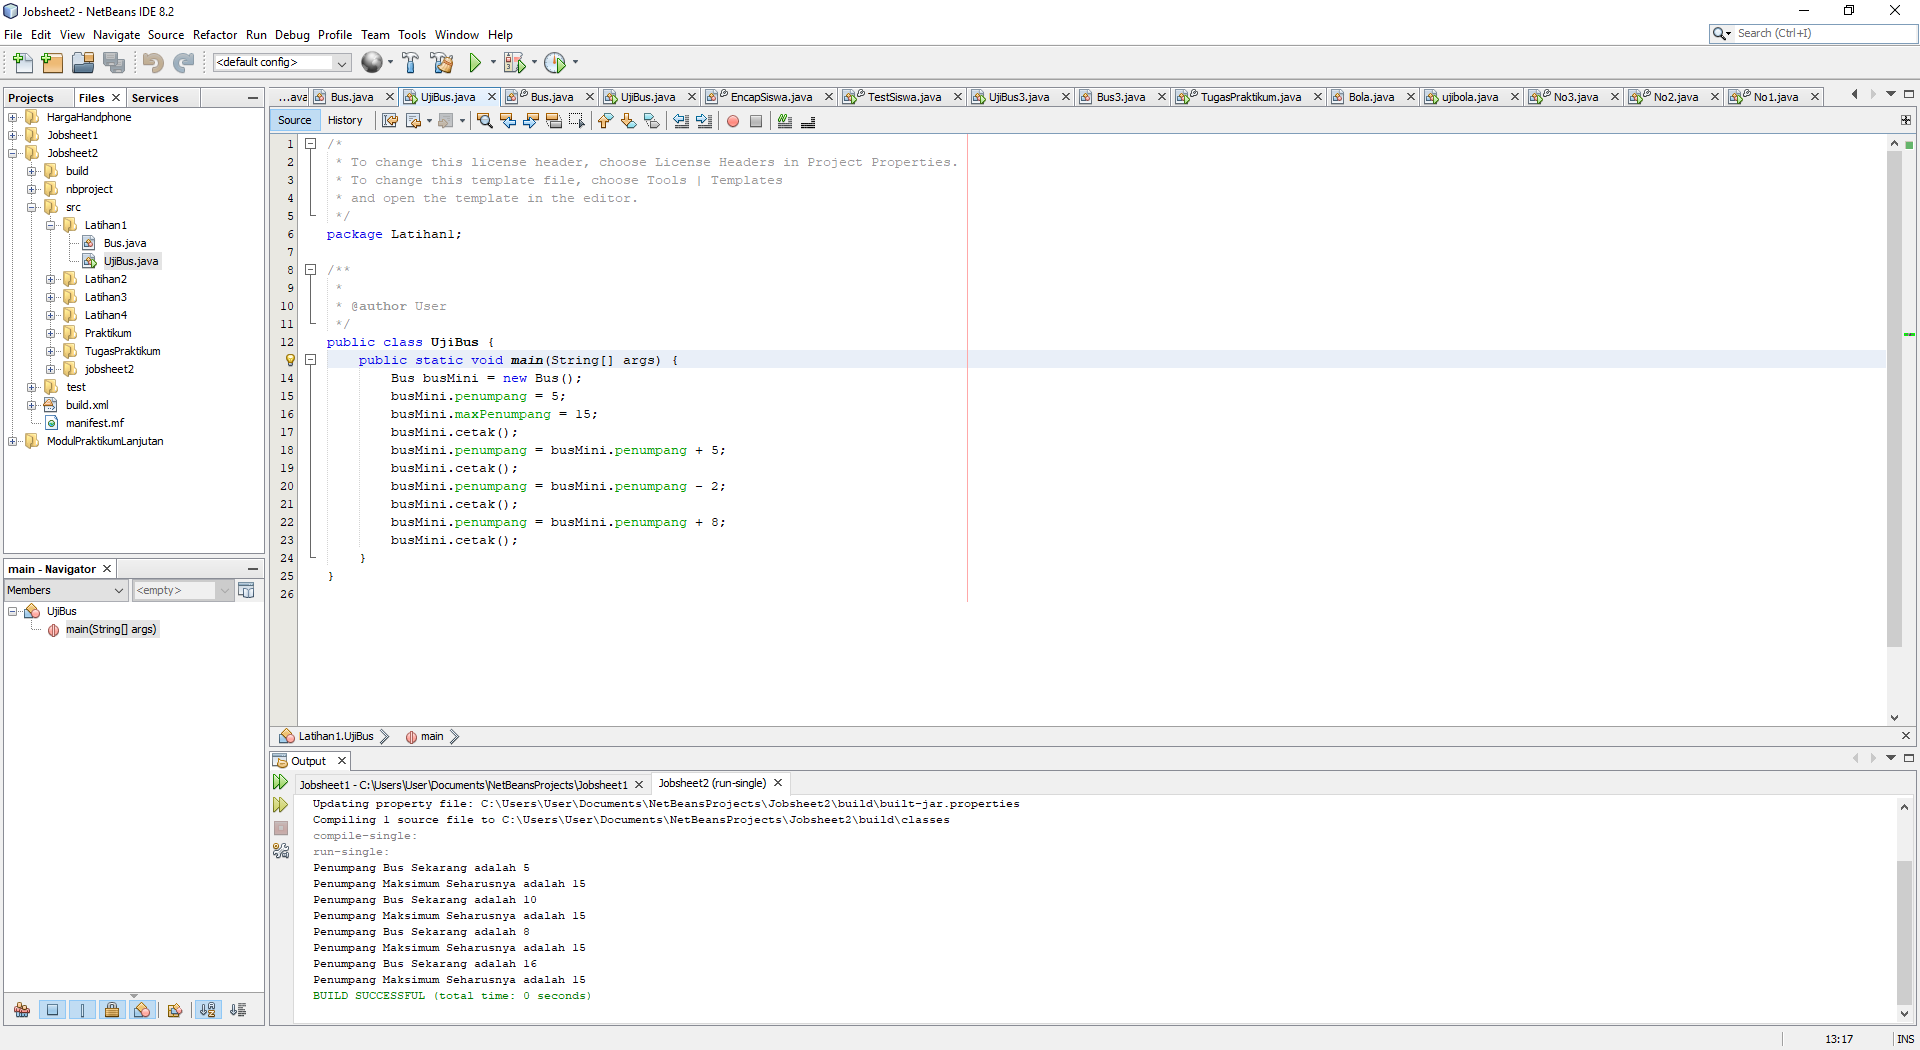 Jobsheet2 - NetBeans IDE 8.2
File Edit View Navigate Source Refactor Run Debug Profile Team Tools Window Help
Search (Ctrl+I)
<default config>
Projects Files Services
...ava Bus.java UjiBus.java Bus.java UjiBus.java EncapSiswa.java TestSiswa.java UjiBus3.java Bus3.java TugasPraktikum.java Bola.java ujibola.java No3.java No2.java No1.java
Source History
HargaHandphone
Jobsheet1
Jobsheet2
build
nbproject
src
Latihan1
Bus.java
UjiBus.java
Latihan2
Latihan3
Latihan4
Praktikum
TugasPraktikum
jobsheet2
test
build.xml
manifest.mf
ModulPraktikumLanjutan
main - Navigator
Members <empty>
UjiBus
main(String[] args)
1 /*
2 * To change this license header, choose License Headers in Project Properties.
3 * To change this template file, choose Tools | Templates
4 * and open the template in the editor.
5 */
6 package Latihan1;
7
8 /**
9 *
10 * @author User
11 */
12 public class UjiBus {
public static void main(String[] args) {
14 Bus busMini = new Bus();
15 busMini.penumpang = 5;
16 busMini.maxPenumpang = 15;
17 busMini.cetak();
18 busMini.penumpang = busMini.penumpang + 5;
19 busMini.cetak();
20 busMini.penumpang = busMini.penumpang - 2;
21 busMini.cetak();
22 busMini.penumpang = busMini.penumpang + 8;
23 busMini.cetak();
24 }
25 }
26
Latihan1.UjiBus main
Output
Jobsheet1 - C:\Users\User\Documents\NetBeansProjects\Jobsheet1 Jobsheet2 (run-single)
Updating property file: C:\Users\User\Documents\NetBeansProjects\Jobsheet2\build\built-jar.properties
Compiling 1 source file to C:\Users\User\Documents\NetBeansProjects\Jobsheet2\build\classes
compile-single:
run-single:
Penumpang Bus Sekarang adalah 5
Penumpang Maksimum Seharusnya adalah 15
Penumpang Bus Sekarang adalah 10
Penumpang Maksimum Seharusnya adalah 15
Penumpang Bus Sekarang adalah 8
Penumpang Maksimum Seharusnya adalah 15
Penumpang Bus Sekarang adalah 16
Penumpang Maksimum Seharusnya adalah 15
BUILD SUCCESSFUL (total time: 0 seconds)
13:17 INS